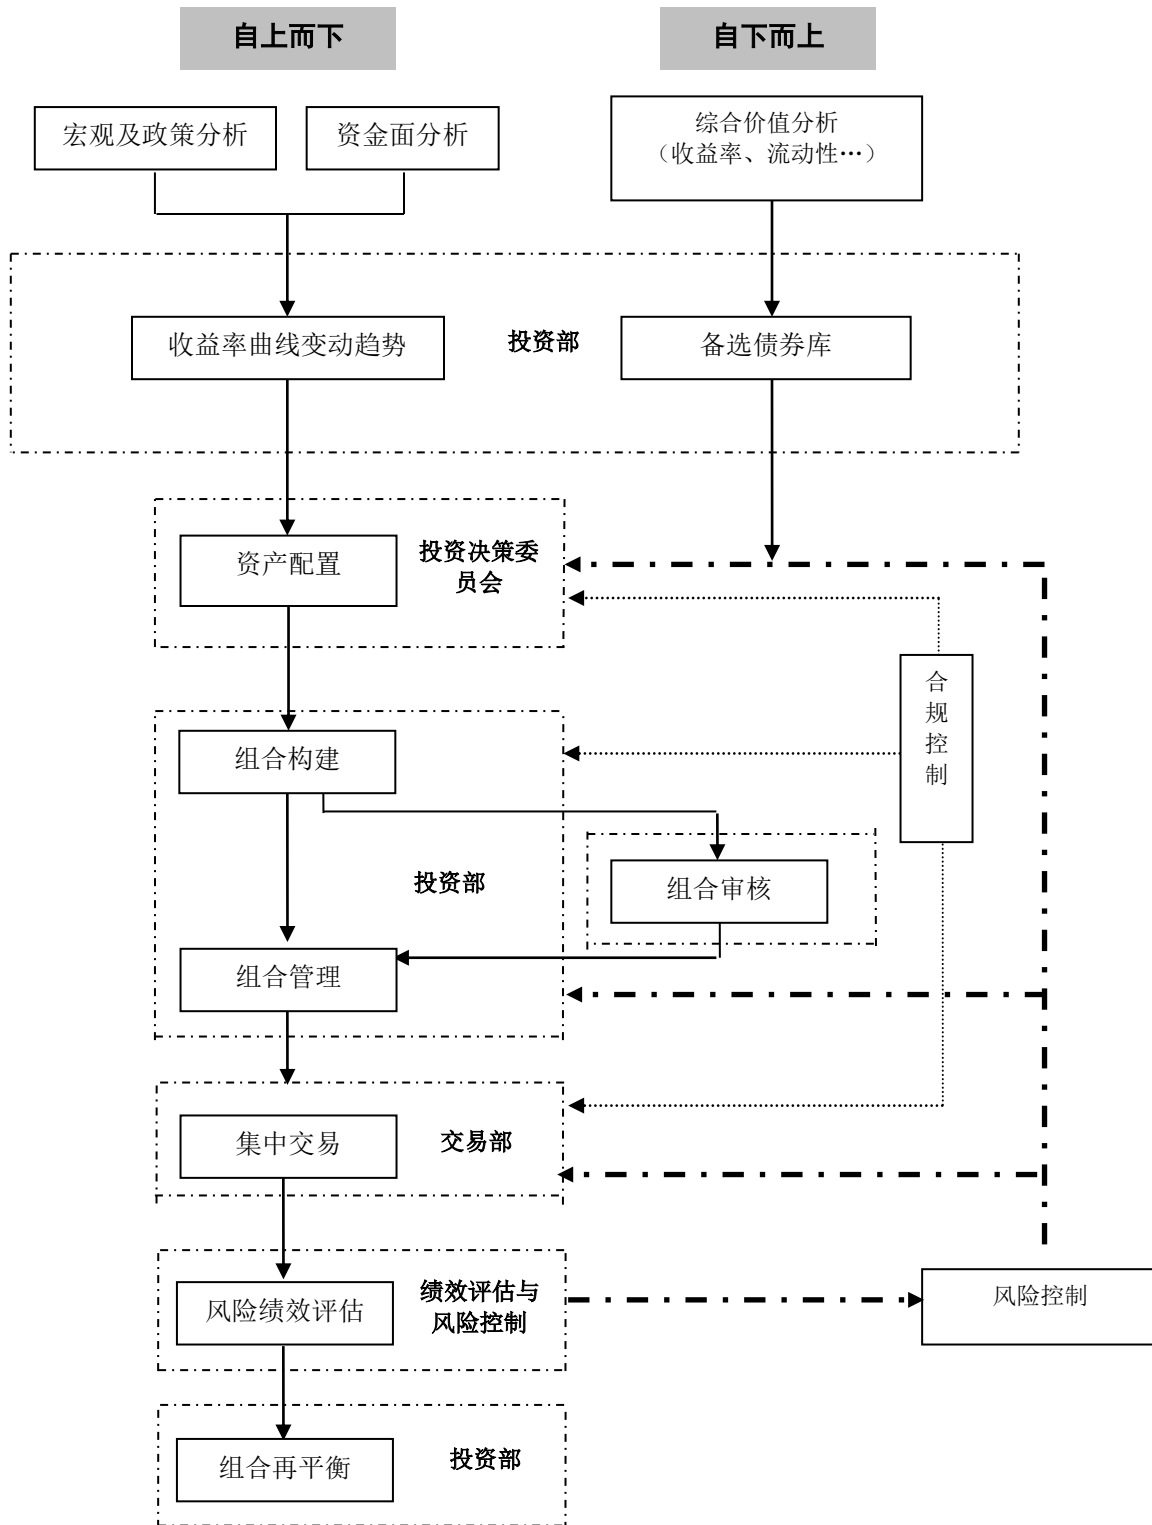 自上而下
自下而上
宏观及政策分析
资金面分析
综合价值分析
（收益率、流动性…）
收益率曲线变动趋势
投资部
备选债券库
资产配置
投资决策委
员会
合
规
控
制
组合构建
投资部
组合审核
组合管理
集中交易
交易部
风险绩效评估
绩效评估与
风险控制
风险控制
组合再平衡
投资部